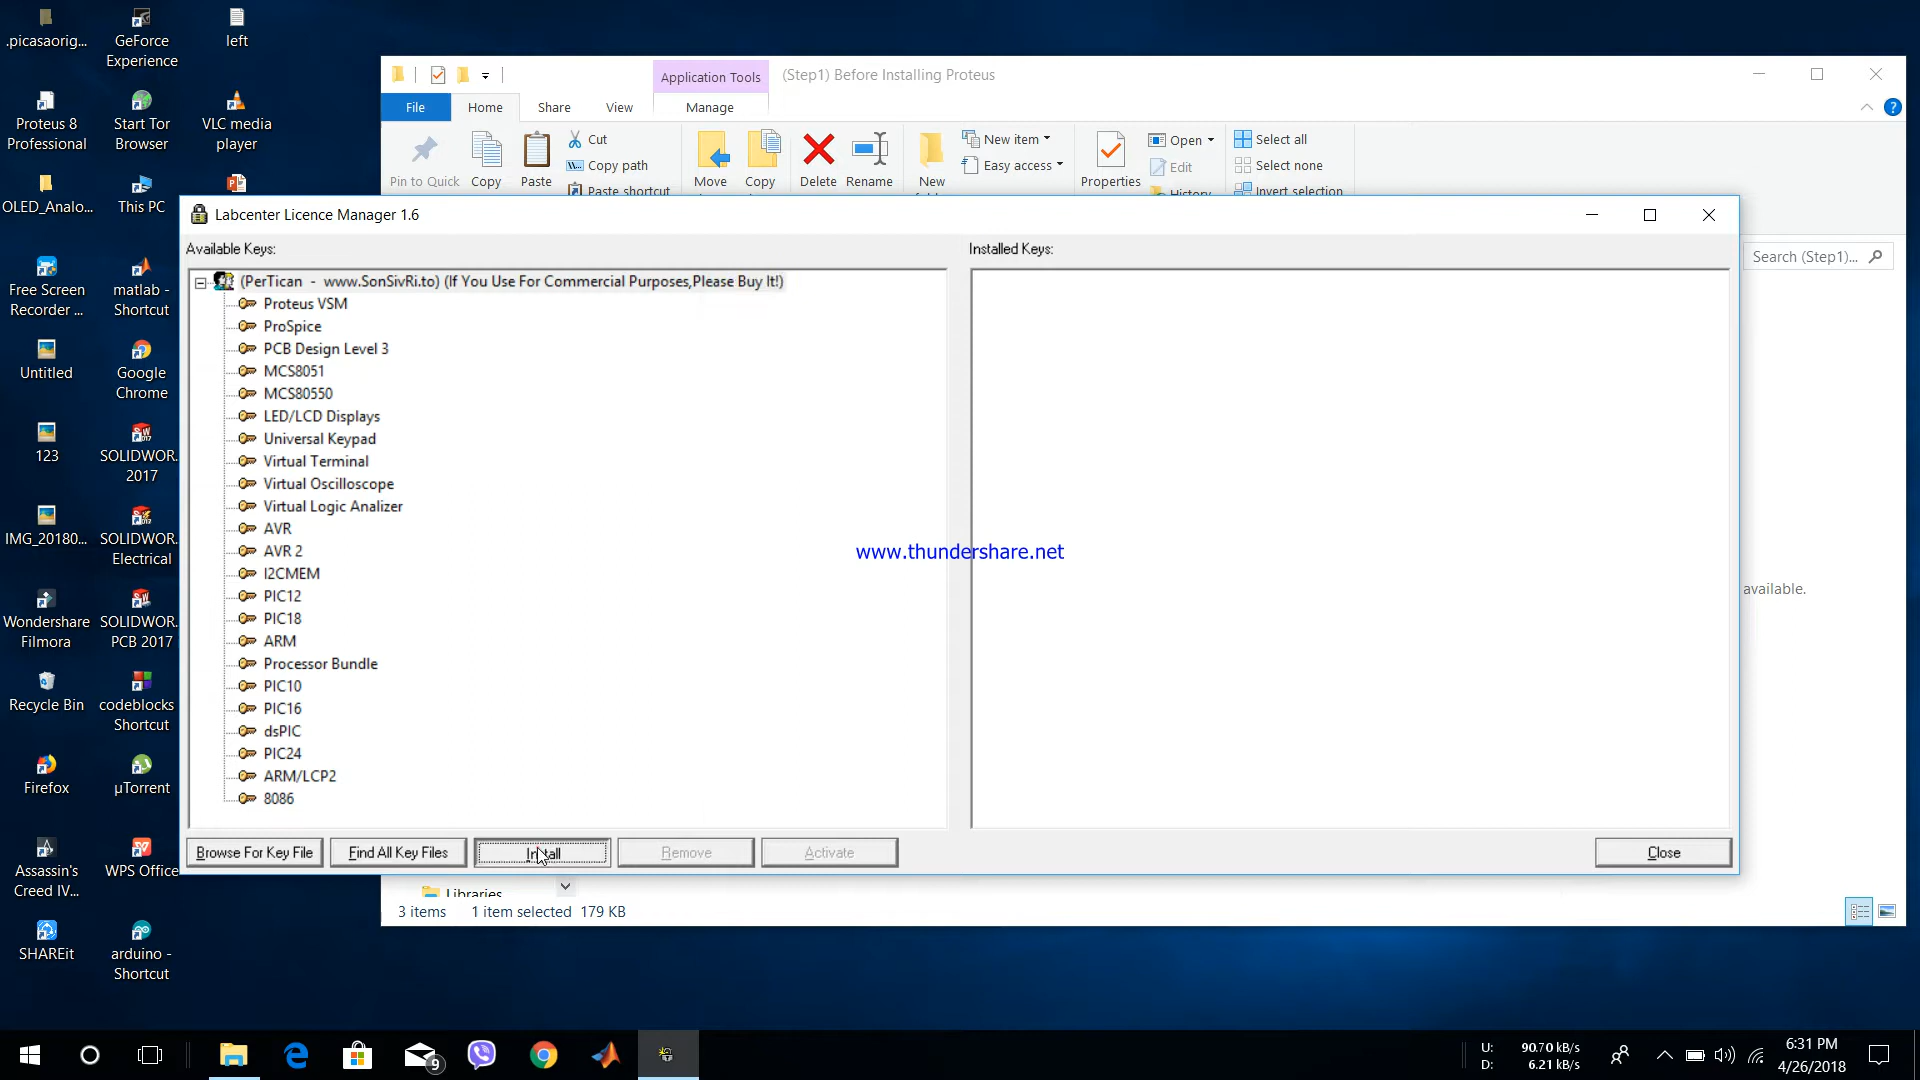 .picasaorig...
GeForce
Experience
left
Proteus 8
Professional
Start Tor
Browser
VLC media
player
OLED_Analo...
This PC
Free Screen
Recorder ...
matlab -
Shortcut
Untitled
Google
Chrome
123
SOLIDWOR.
2017
IMG_20180...
SOLIDWOR.
Electrical
Wondershare
Filmora
SOLIDWOR.
PCB 2017
Recycle Bin
codeblocks
Shortcut
Firefox
µTorrent
Assassin's
Creed IV...
WPS Office
SHAREit
arduino -
Shortcut
Application Tools
(Step1) Before Installing Proteus
File
Home
Share
View
Manage
Pin to Quick
Copy
Paste
Cut
Copy path
Paste shortcut
Move
Copy
Delete
Rename
New
New item
Easy access
Properties
Open
Edit
History
Select all
Select none
Invert selection
Search (Step1)...
Labcenter Licence Manager 1.6
Available Keys:
Installed Keys:
(PerTican - www.SonSivRi.to) (If You Use For Commercial Purposes,Please Buy It!)
Proteus VSM
ProSpice
PCB Design Level 3
MCS8051
MCS80550
LED/LCD Displays
Universal Keypad
Virtual Terminal
Virtual Oscilloscope
Virtual Logic Analizer
AVR
AVR 2
I2CMEM
PIC12
PIC18
ARM
Processor Bundle
PIC10
PIC16
dsPIC
PIC24
ARM/LCP2
8086
www.thundershare.net
available.
Browse For Key File
Find All Key Files
Install
Remove
Activate
Close
Libraries
3 items
1 item selected 179 KB
9
U: 90.70 kB/s
D: 6.21 kB/s
6:31 PM
4/26/2018